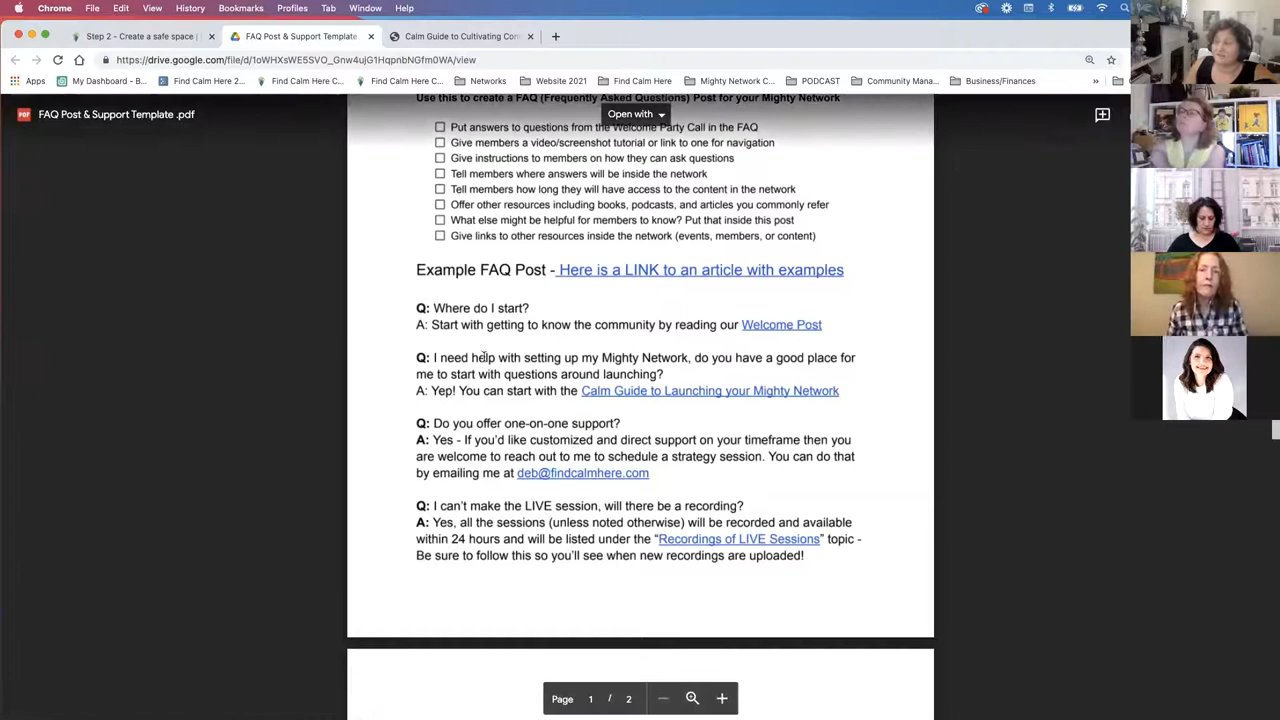 Chrome File Edit View History Bookmarks Profiles Tab Window Help
Step 2 - Create a safe space |
FAQ Post & Support Template
Calm Guide to Cultivating Con
https://drive.google.com/file/d/1oWHXsWE5SVO_Gnw4ujG1HqpnbNGfm0WA/view
Apps My Dashboard - B... Find Calm Here 2... Find Calm Here C... Find Calm Here C... Networks Website 2021 Find Calm Here Mighty Network C... PODCAST Community Mana... Business/Finances »
PDF FAQ Post & Support Template .pdf
Open with
Use this to create a FAQ (Frequently Asked Questions) Post for your Mighty Network
Put answers to questions from the Welcome Party Call in the FAQ
Give members a video/screenshot tutorial or link to one for navigation
Give instructions to members on how they can ask questions
Tell members where answers will be inside the network
Tell members how long they will have access to the content in the network
Offer other resources including books, podcasts, and articles you commonly refer
What else might be helpful for members to know? Put that inside this post
Give links to other resources inside the network (events, members, or content)
Example FAQ Post - Here is a LINK to an article with examples
Q: Where do I start?
A: Start with getting to know the community by reading our Welcome Post
Q: I need help with setting up my Mighty Network, do you have a good place for
me to start with questions around launching?
A: Yep! You can start with the Calm Guide to Launching your Mighty Network
Q: Do you offer one-on-one support?
A: Yes - If you'd like customized and direct support on your timeframe then you
are welcome to reach out to me to schedule a strategy session. You can do that
by emailing me at deb@findcalmhere.com
Q: I can't make the LIVE session, will there be a recording?
A: Yes, all the sessions (unless noted otherwise) will be recorded and available
within 24 hours and will be listed under the "Recordings of LIVE Sessions" topic -
Be sure to follow this so you'll see when new recordings are uploaded!
Page 1 / 2